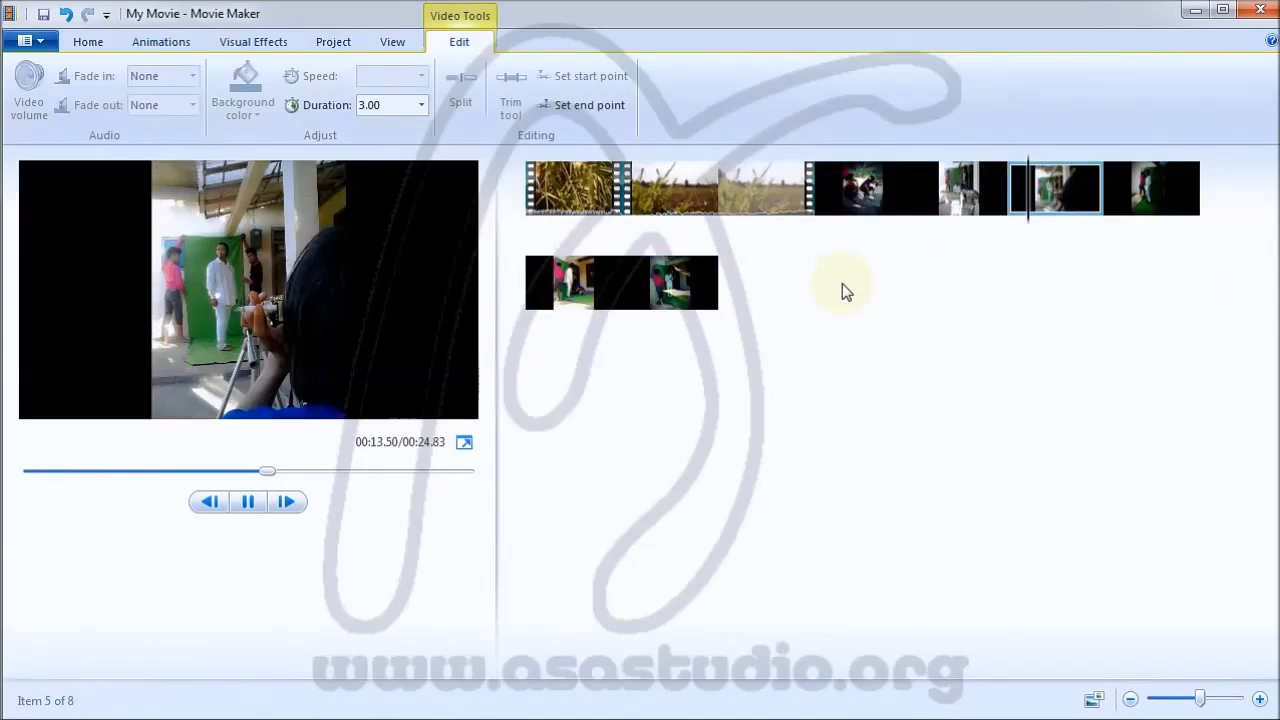 My Movie - Movie Maker
Video Tools
Home
Animations
Visual Effects
Project
View
Edit
Video volume
Fade in: None
Fade out: None
Audio
Background color
Speed:
Duration: 3.00
Adjust
Split
Trim tool
Set start point
Set end point
Editing
00:13.50/00:24.83
www.asastudio.org
Item 5 of 8